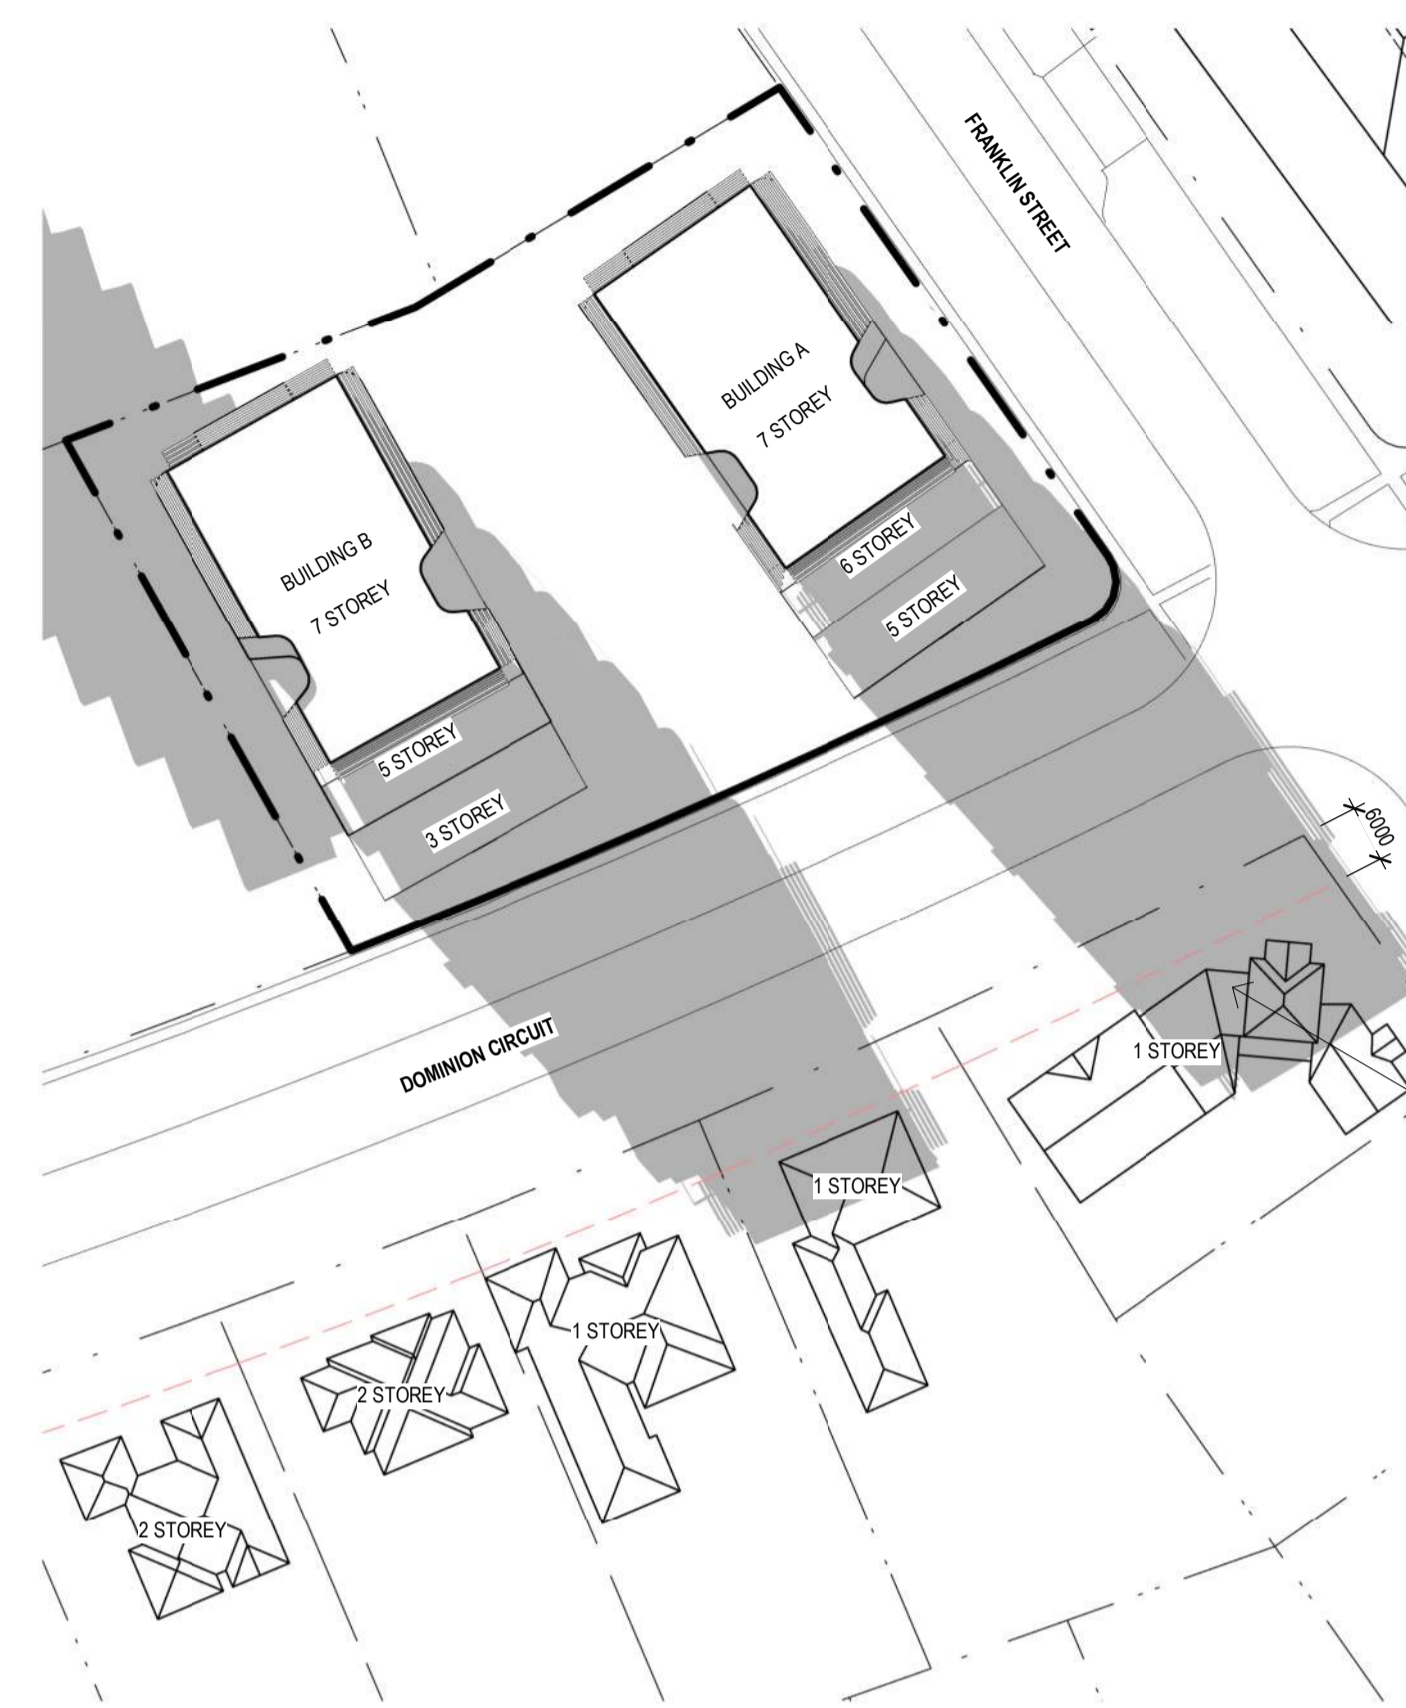 FRANKLIN STREET
BUILDING A
7 STOREY
6 STOREY
5 STOREY
BUILDING B
7 STOREY
5 STOREY
3 STOREY
6000
DOMINION CIRCUIT
1 STOREY
1 STOREY
1 STOREY
2 STOREY
2 STOREY